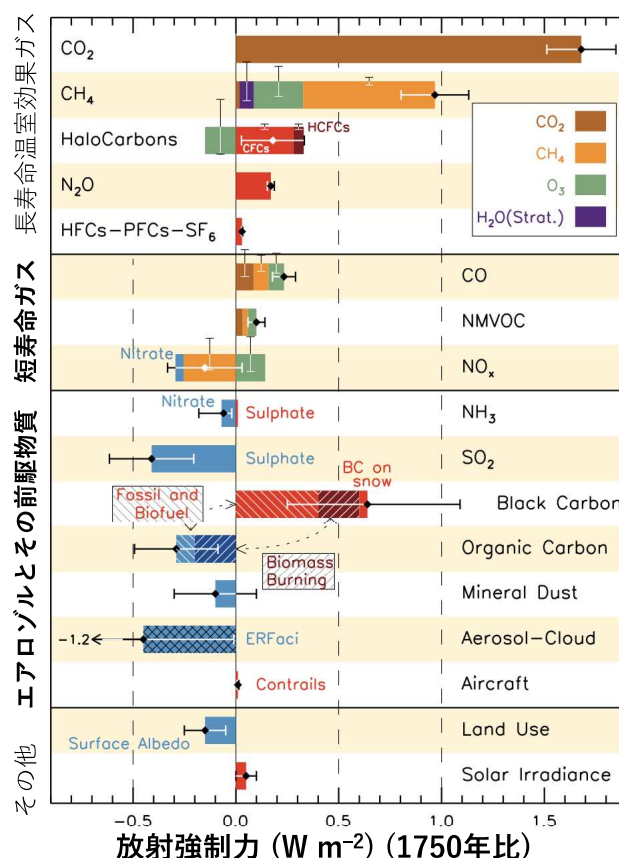 長寿命温室効果ガス
CO₂
CH₄
HaloCarbons
HCFCs
CFCs
N₂O
HFCs−PFCs−SF₆
CO₂
CH₄
O₃
H₂O(Strat.)
短寿命ガス
CO
NMVOC
Nitrate
NOₓ
エアロゾルとその前駆物質
Nitrate
Sulphate
NH₃
Sulphate
SO₂
BC on
snow
Fossil and
Biofuel
Black Carbon
Organic Carbon
Biomass
Burning
Mineral Dust
−1.2
ERFaci
Aerosol−Cloud
Contrails
Aircraft
その他
Surface Albedo
Land Use
Solar Irradiance
−0.5 0.0 0.5 1.0 1.5
放射強制力 (W m⁻²) (1750年比)